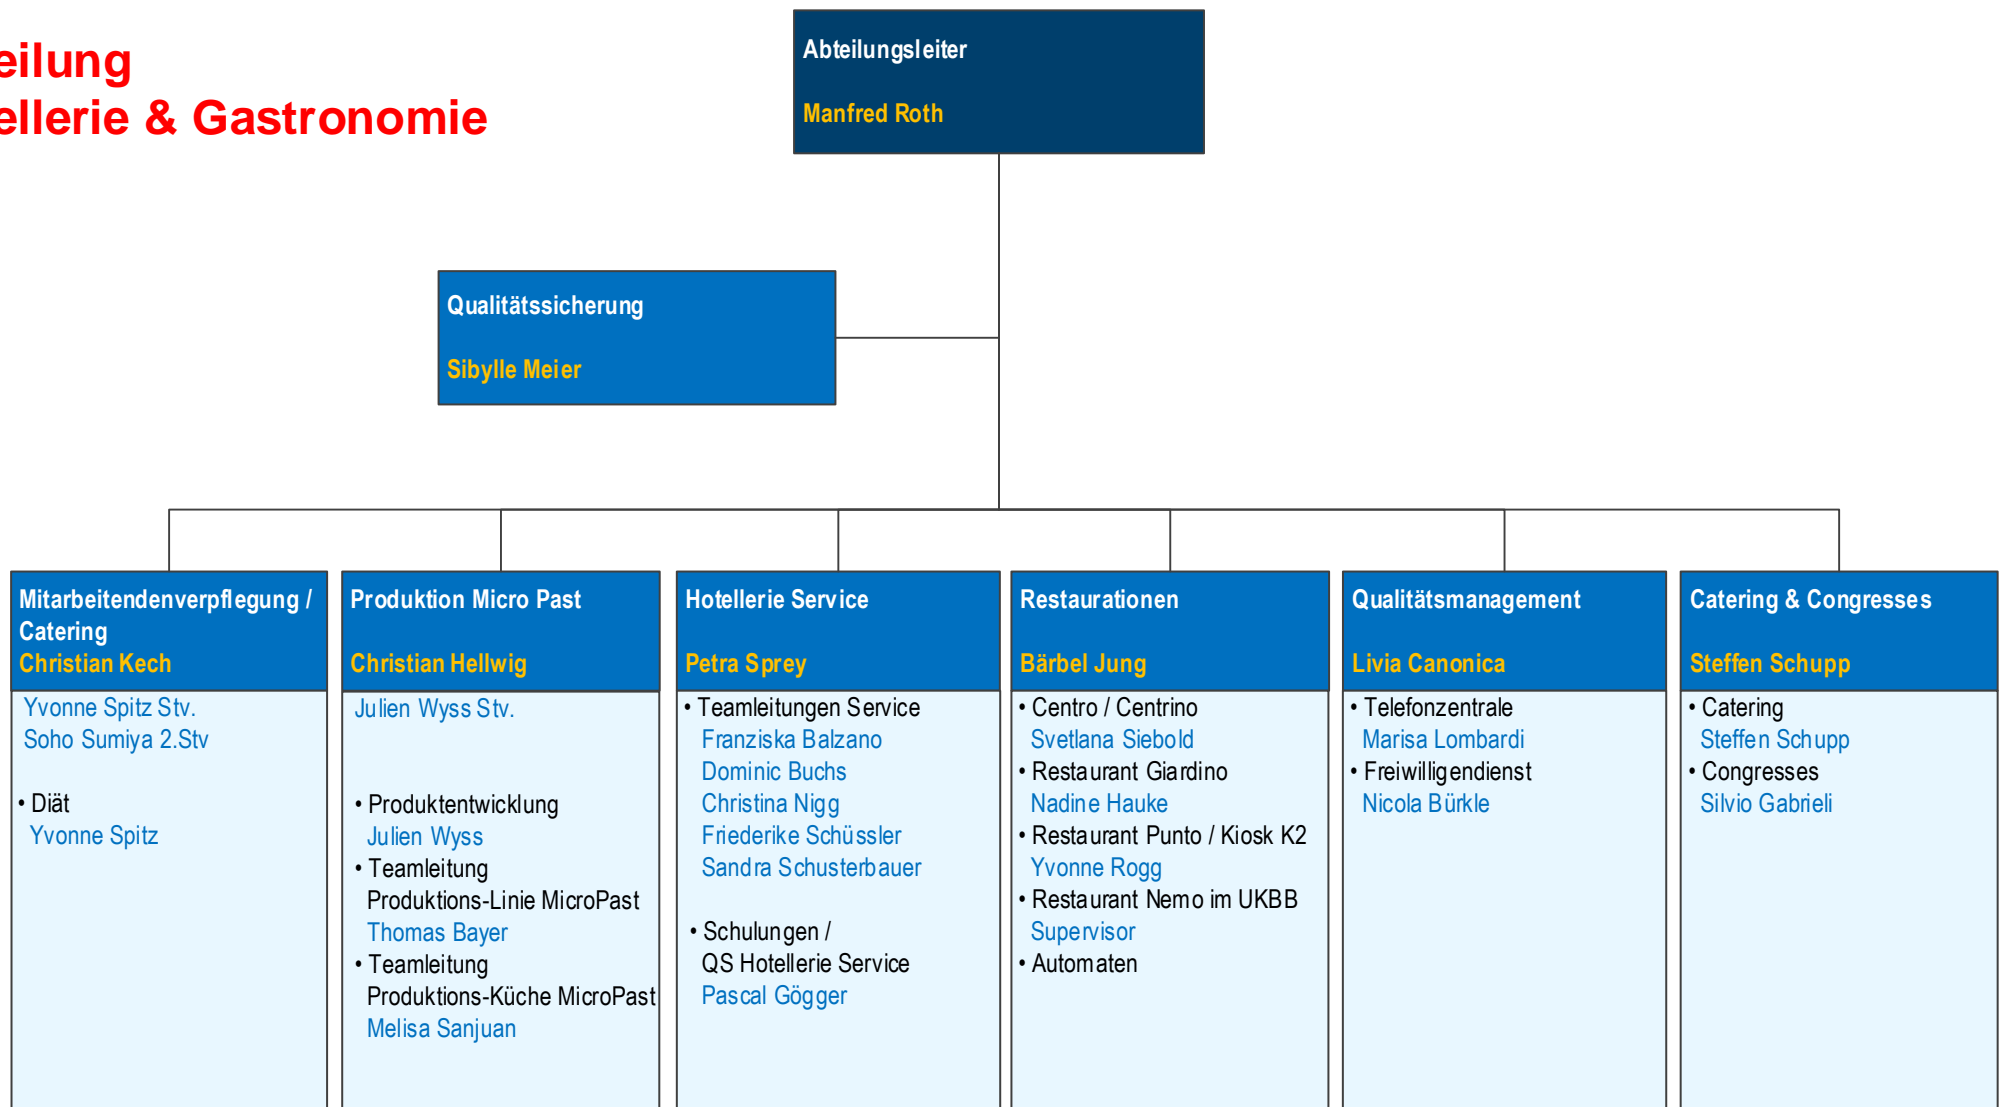 eilung
ellerie & Gastronomie
Abteilungsleiter
Manfred Roth
Qualitätssicherung
Sibylle Meier
Mitarbeitendenverpflegung /
Catering
Christian Kech
Yvonne Spitz Stv.
Soho Sumiya 2.Stv
• Diät
Yvonne Spitz
Produktion Micro Past
Christian Hellwig
Julien Wyss Stv.
• Produktentwicklung
Julien Wyss
• Teamleitung
Produktions-Linie MicroPast
Thomas Bayer
• Teamleitung
Produktions-Küche MicroPast
Melisa Sanjuan
Hotellerie Service
Petra Sprey
• Teamleitungen Service
Franziska Balzano
Dominic Buchs
Christina Nigg
Friederike Schüssler
Sandra Schusterbauer
• Schulungen /
QS Hotellerie Service
Pascal Gögger
Restaurationen
Bärbel Jung
• Centro / Centrino
Svetlana Siebold
• Restaurant Giardino
Nadine Hauke
• Restaurant Punto / Kiosk K2
Yvonne Rogg
• Restaurant Nemo im UKBB
Supervisor
• Automaten
Qualitätsmanagement
Livia Canonica
• Telefonzentrale
Marisa Lombardi
• Freiwilligendienst
Nicola Bürkle
Catering & Congresses
Steffen Schupp
• Catering
Steffen Schupp
• Congresses
Silvio Gabrieli